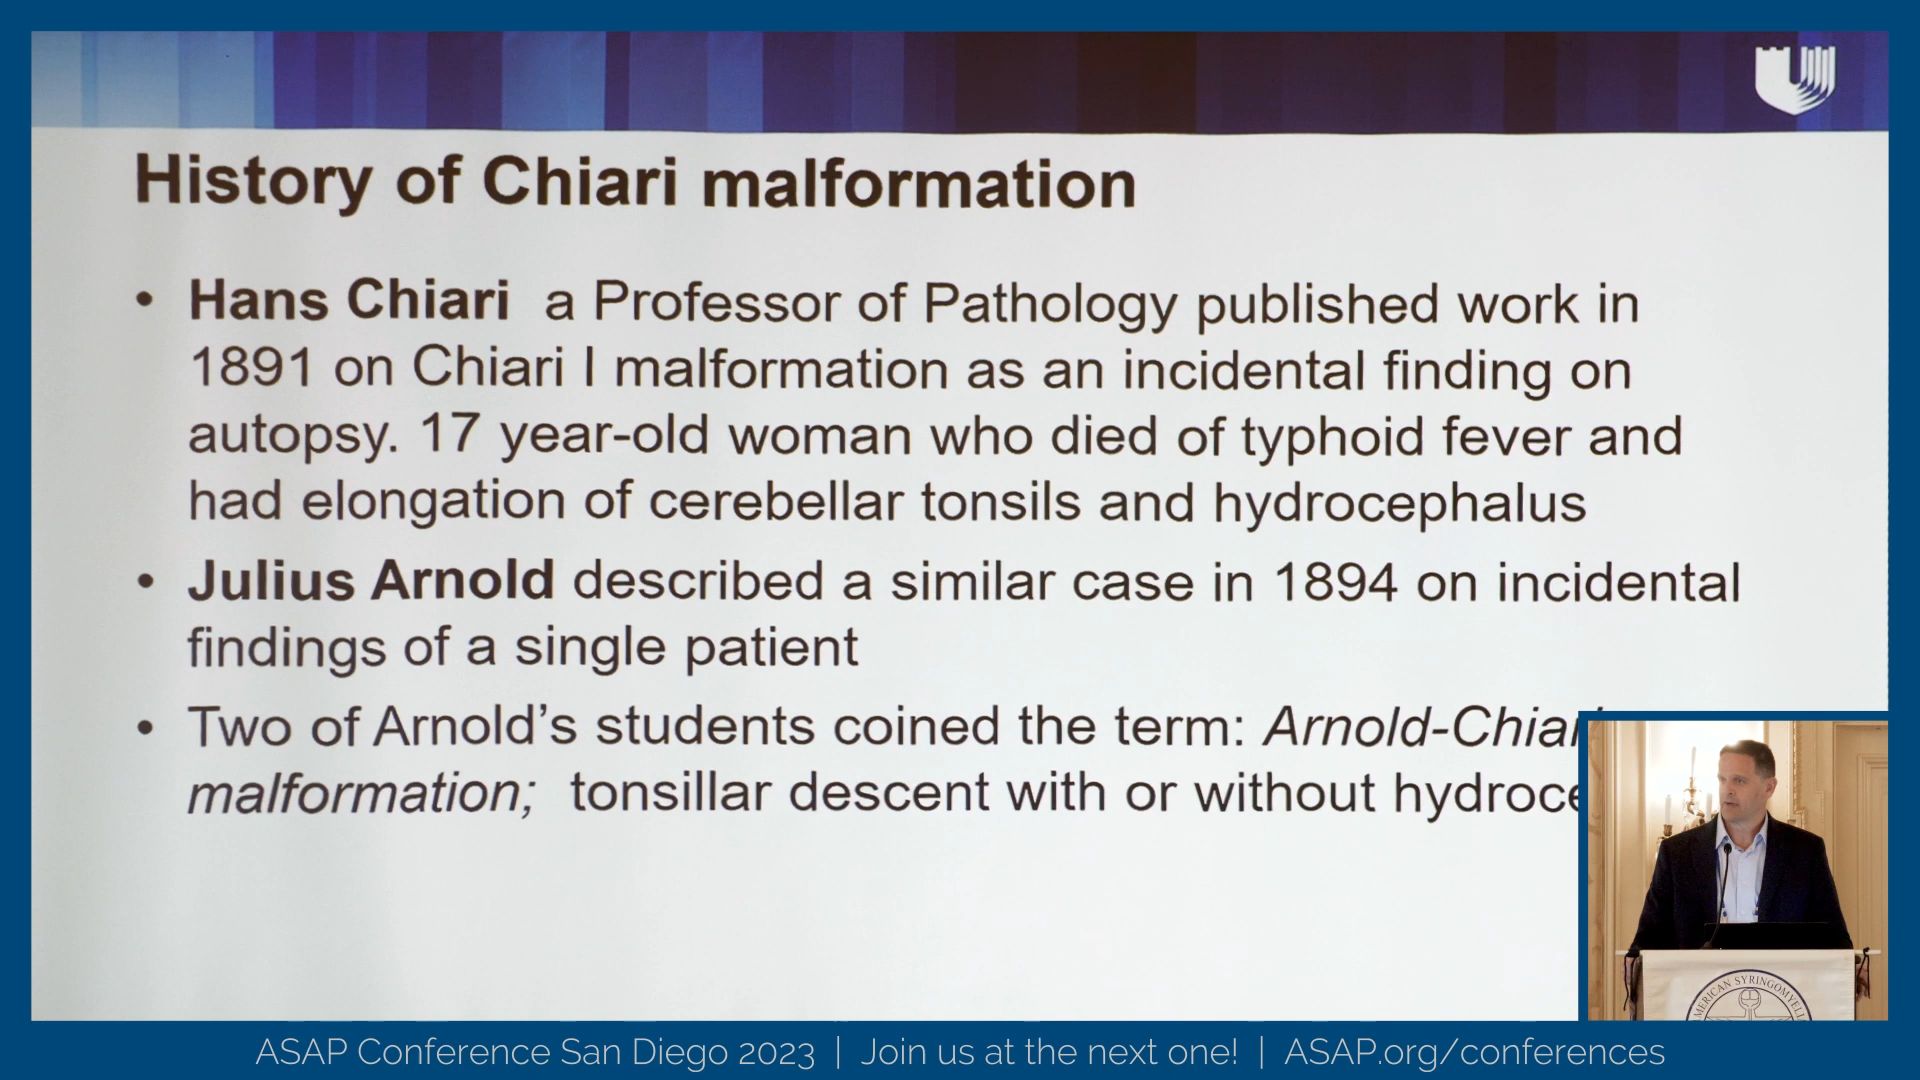 History of Chiari malformation
• Hans Chiari a Professor of Pathology published work in
1891 on Chiari I malformation as an incidental finding on
autopsy. 17 year-old woman who died of typhoid fever and
had elongation of cerebellar tonsils and hydrocephalus
• Julius Arnold described a similar case in 1894 on incidental
findings of a single patient
• Two of Arnold's students coined the term: Arnold-Chiari
malformation; tonsillar descent with or without
AMERICAN
ASAP Conference San Diego 2023 | Join us at the next one! | ASAP.org/conferences